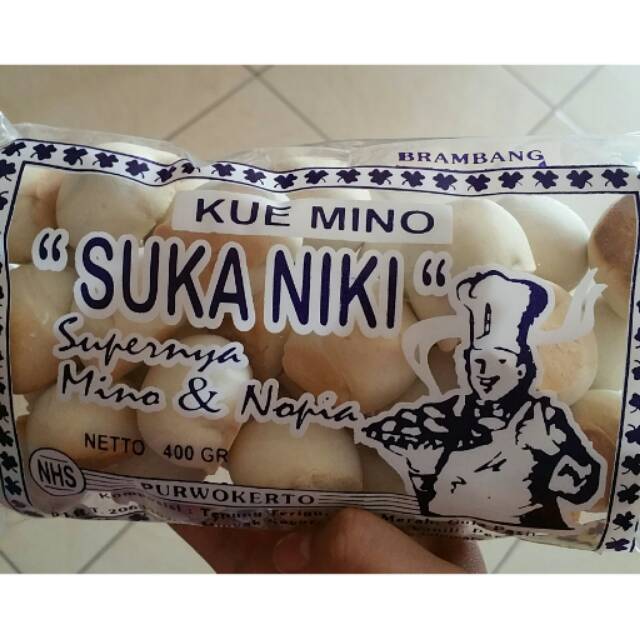 BRAMBANG
KUE MINO
"SUKA NIKI"
Supernya
Mino & Nopia
NETTO 400 GR
NHS
PURWOKERTO